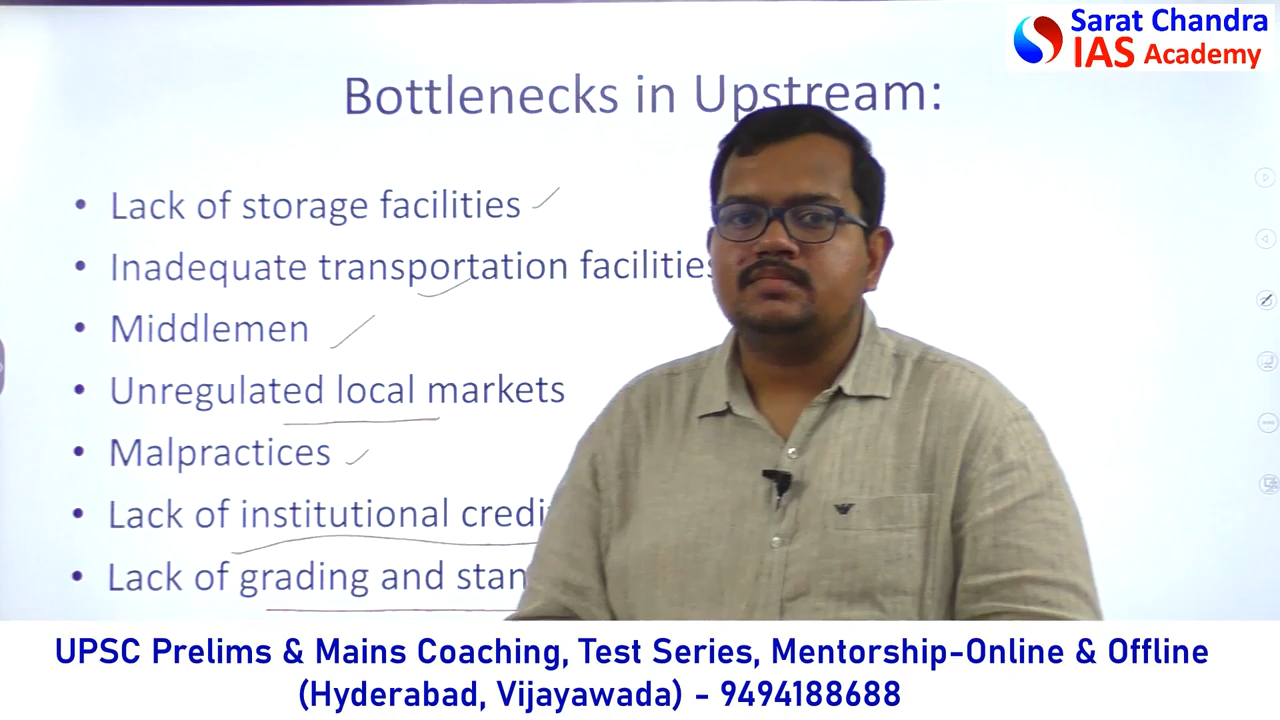 Sarat Chandra
IAS Academy
Bottlenecks in Upstream:
• Lack of storage facilities
• Inadequate transportation facilities
• Middlemen
• Unregulated local markets
• Malpractices
• Lack of institutional
• Lack of grading and
UPSC Prelims & Mains Coaching, Test Series, Mentorship-Online & Offline
(Hyderabad, Vijayawada) - 9494188688